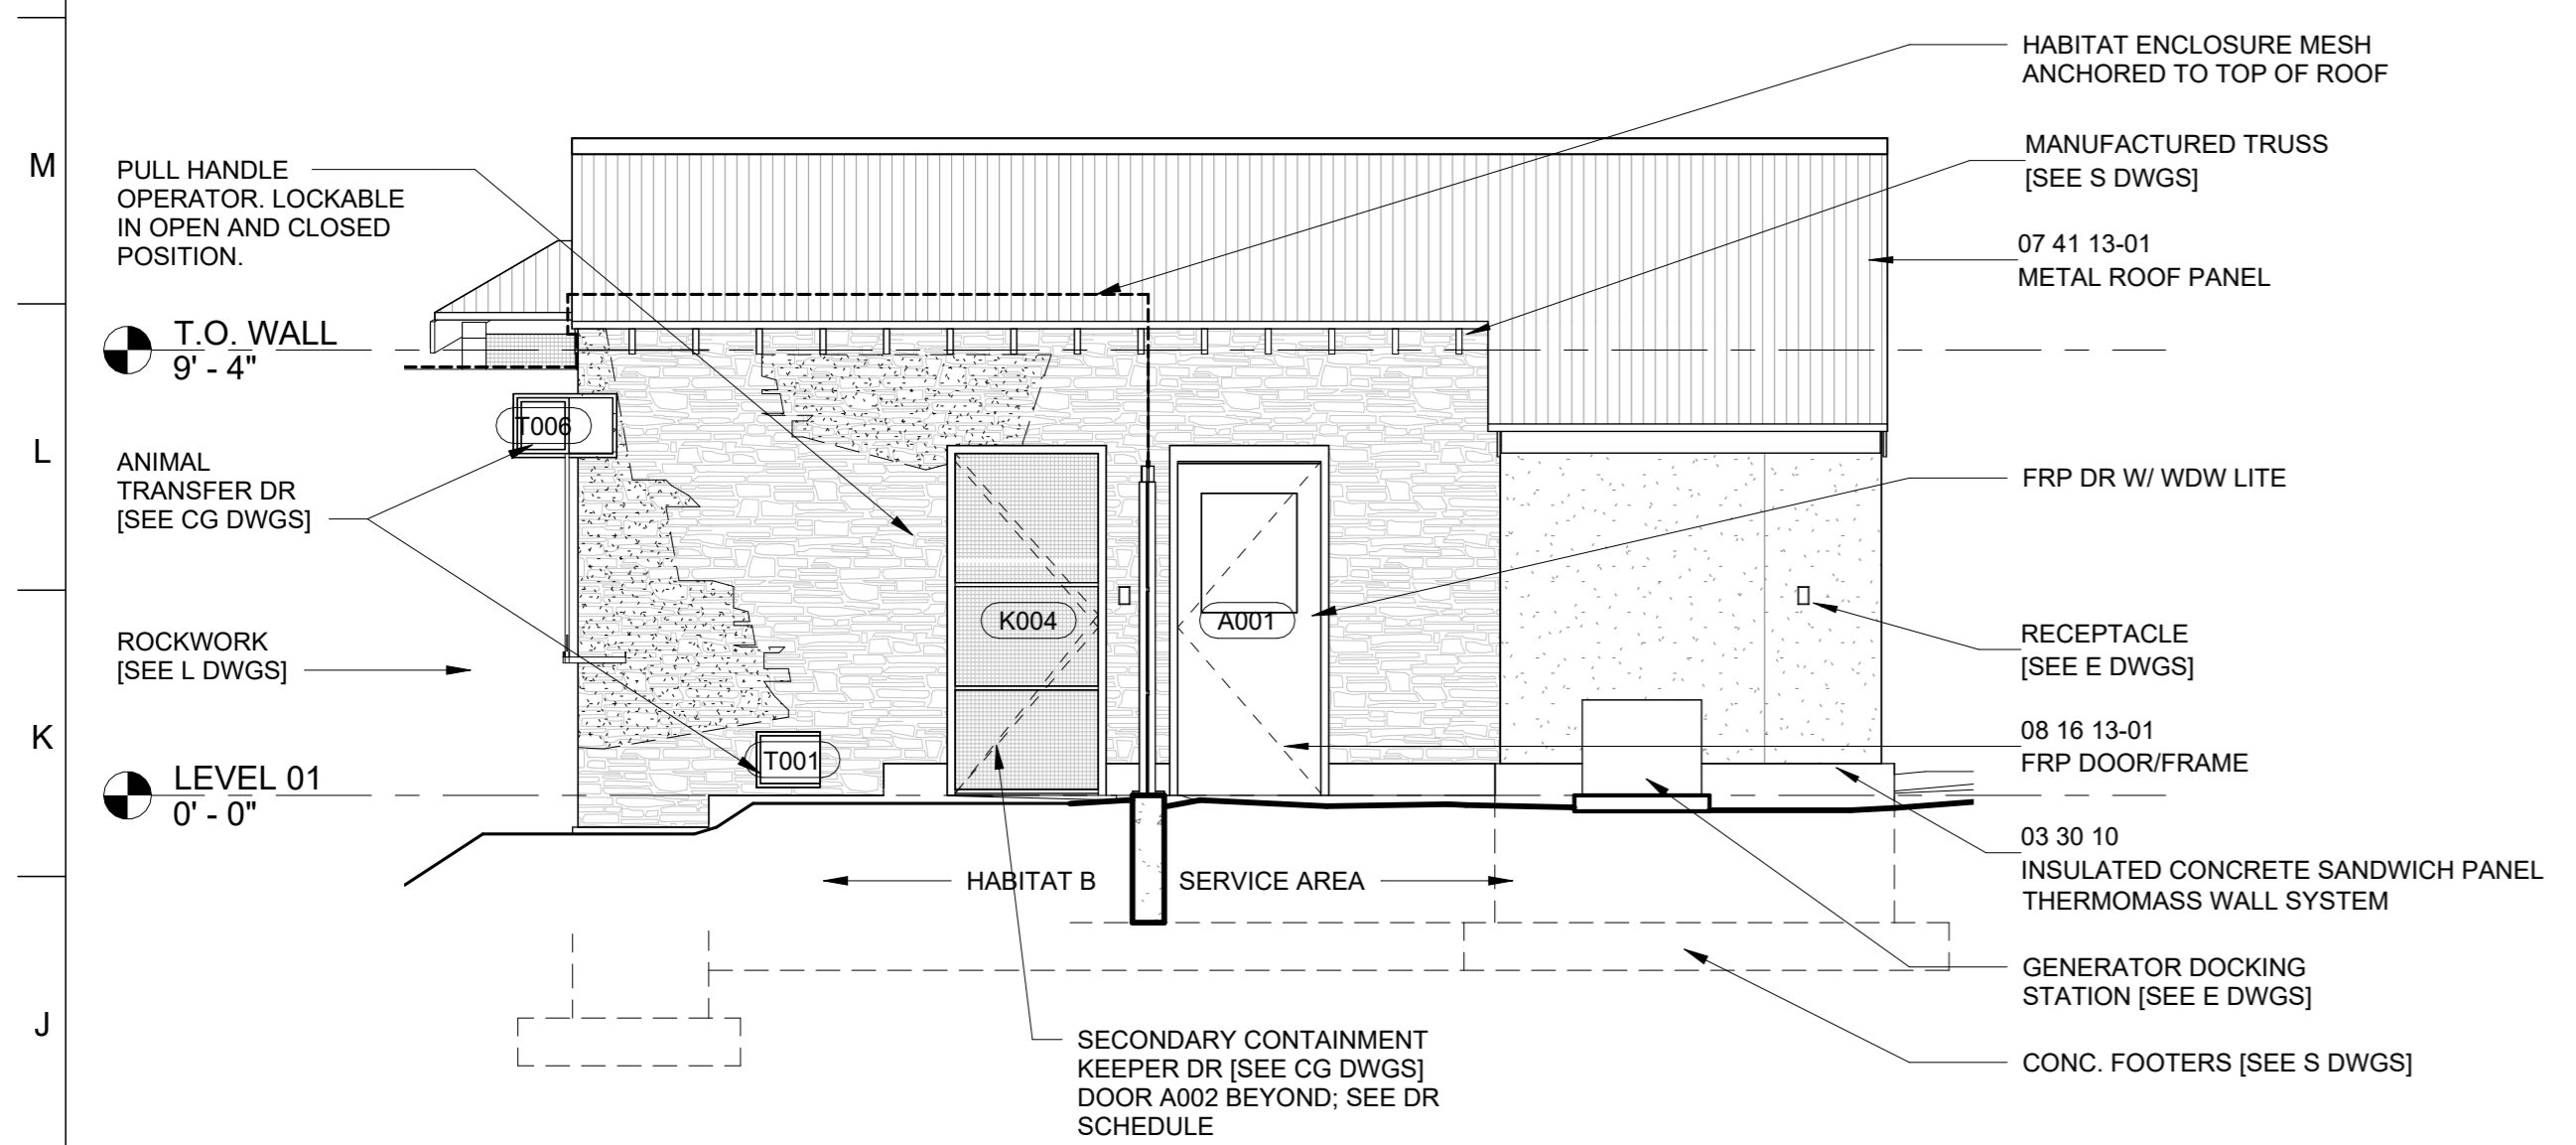 M
L
K
J
PULL HANDLE
OPERATOR. LOCKABLE
IN OPEN AND CLOSED
POSITION.
T.O. WALL
9' - 4"
ANIMAL
TRANSFER DR
[SEE CG DWGS]
ROCKWORK
[SEE L DWGS]
LEVEL 01
0' - 0"
T006
T001
K004
A001
HABITAT B
SERVICE AREA
SECONDARY CONTAINMENT
KEEPER DR [SEE CG DWGS]
DOOR A002 BEYOND; SEE DR
SCHEDULE
HABITAT ENCLOSURE MESH
ANCHORED TO TOP OF ROOF
MANUFACTURED TRUSS
[SEE S DWGS]
07 41 13-01
METAL ROOF PANEL
FRP DR W/ WDW LITE
RECEPTACLE
[SEE E DWGS]
08 16 13-01
FRP DOOR/FRAME
03 30 10
INSULATED CONCRETE SANDWICH PANEL
THERMOMASS WALL SYSTEM
GENERATOR DOCKING
STATION [SEE E DWGS]
CONC. FOOTERS [SEE S DWGS]